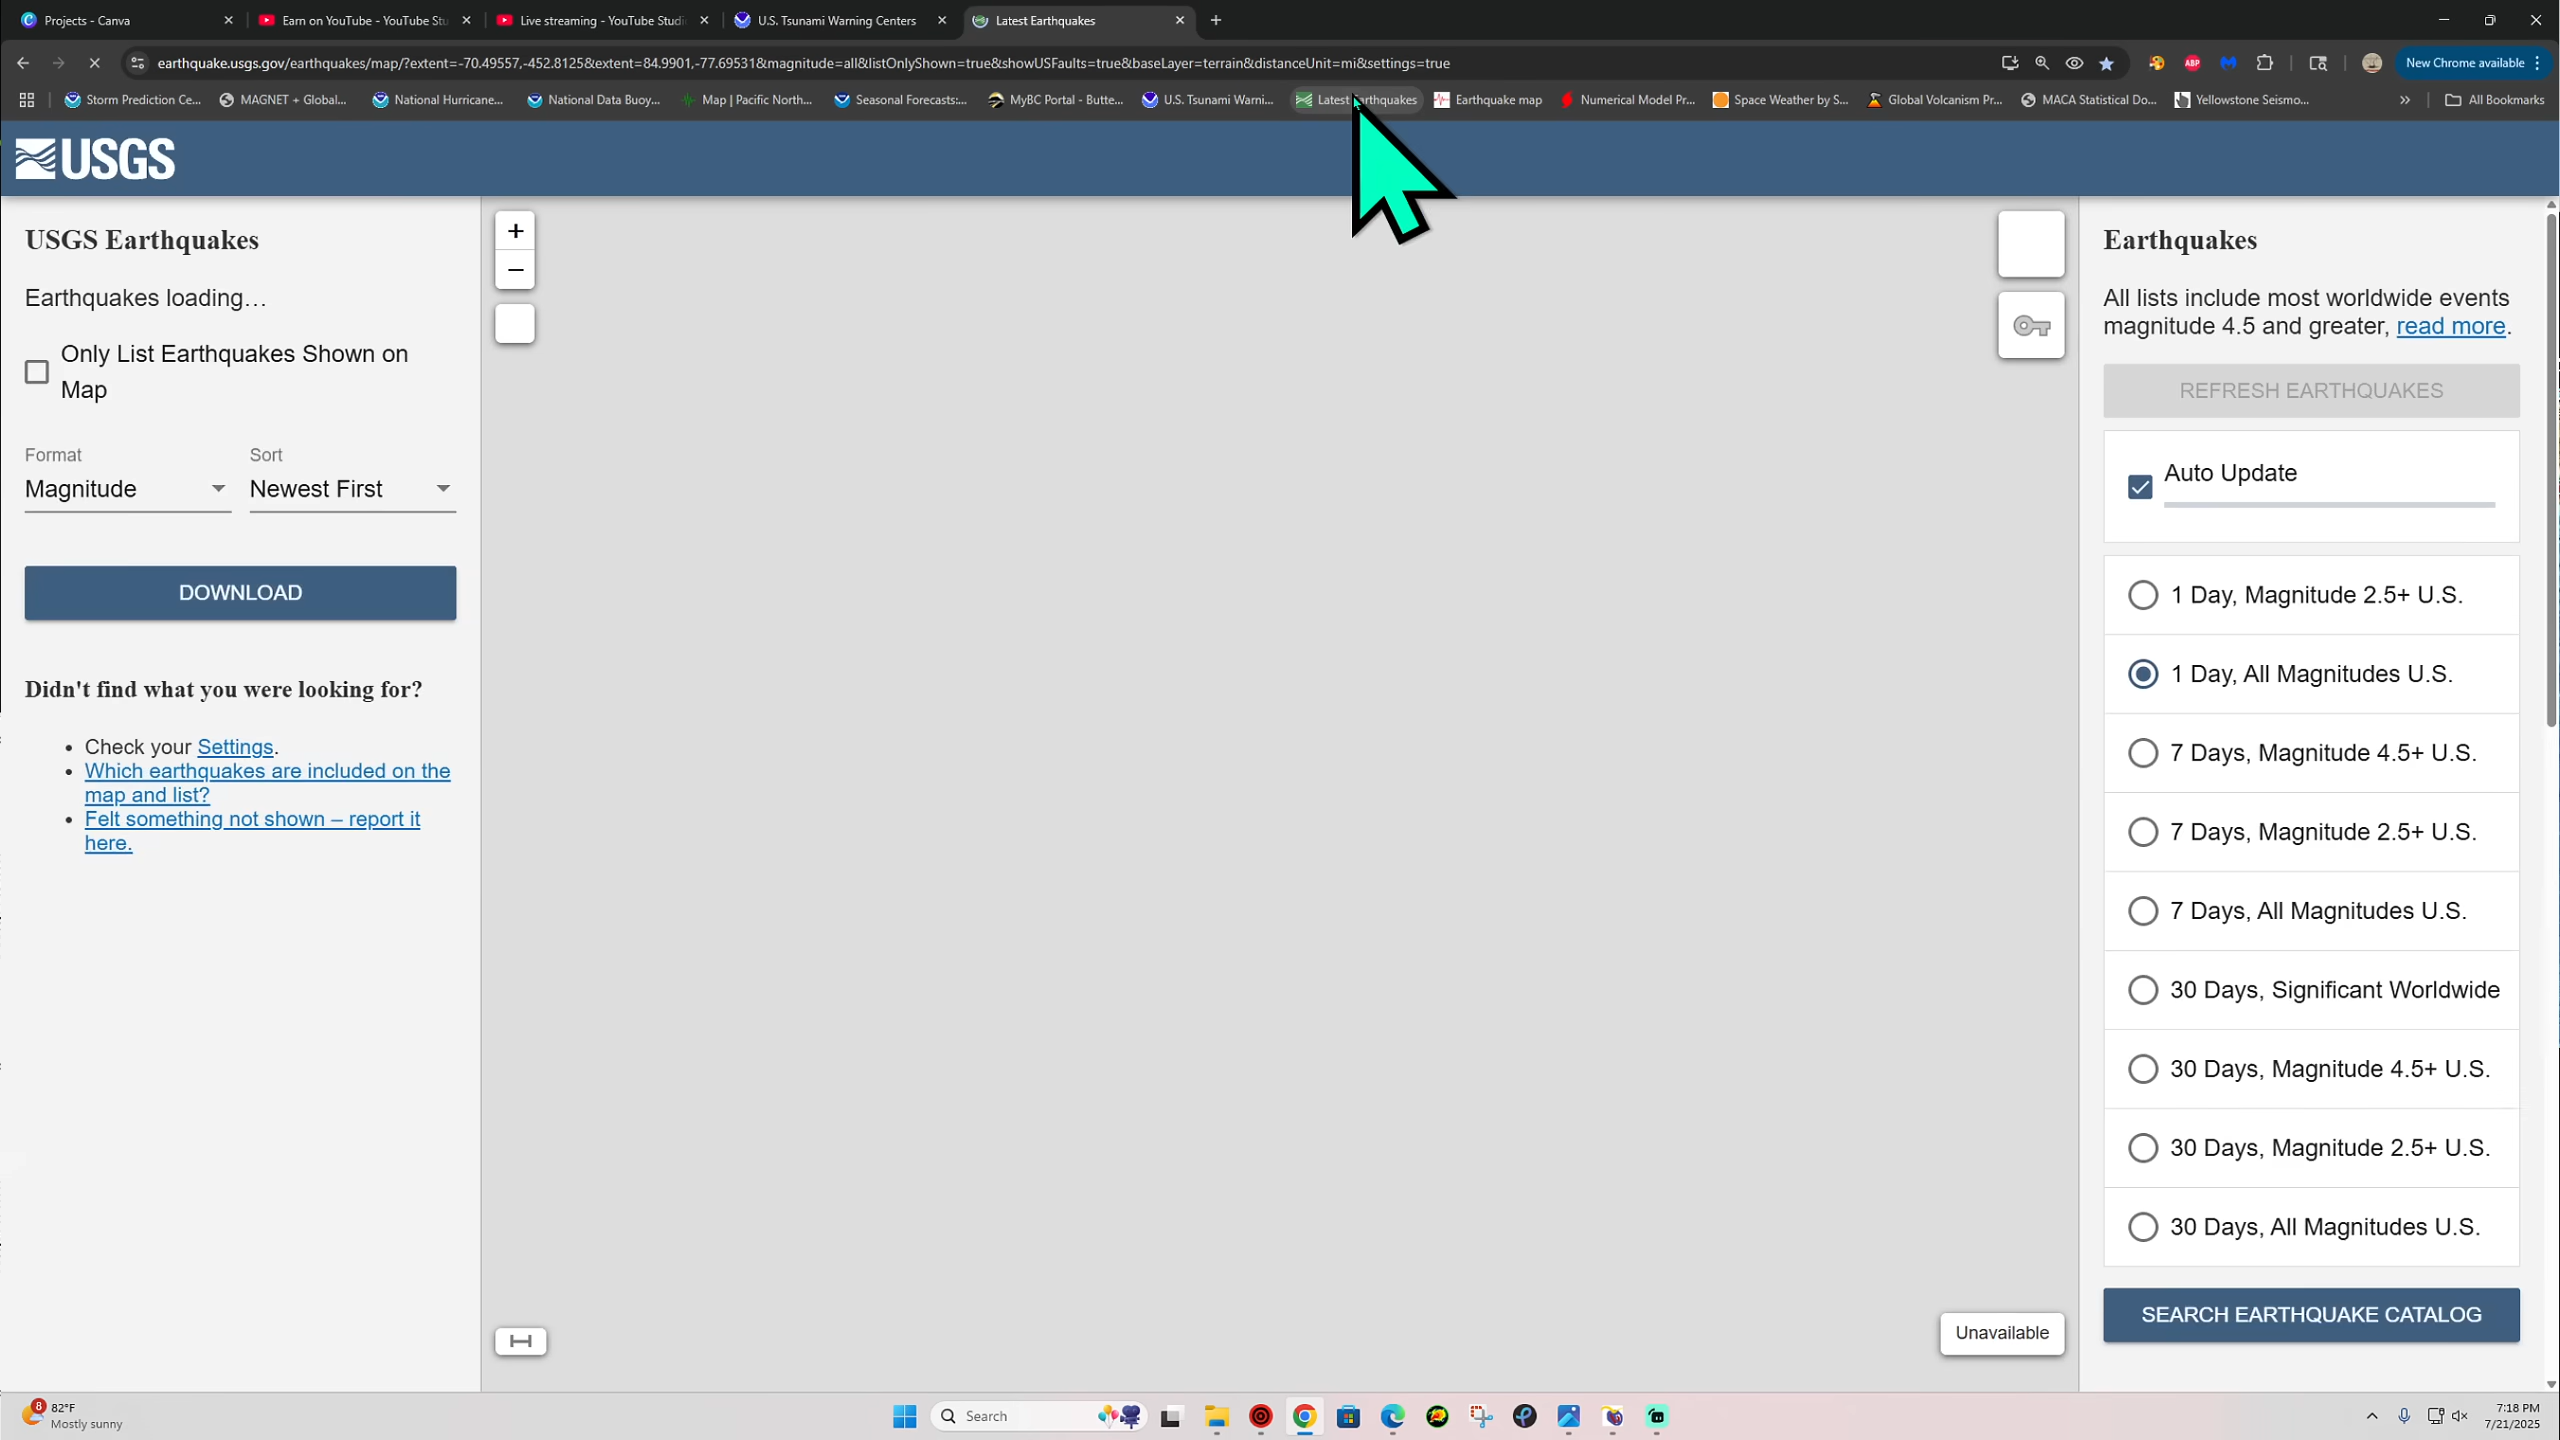 Projects - Canva
Earn on YouTube - YouTube Stu
Live streaming - YouTube Studi
U.S. Tsunami Warning Centers
Latest Earthquakes
earthquake.usgs.gov/earthquakes/map/?extent=-70.49557,-452.8125&extent=84.9901,-77.69531&magnitude=all&listOnlyShown=true&showUSFaults=true&baseLayer=terrain&distanceUnit=mi&settings=true
ABP
New Chrome available
Storm Prediction Ce...
MAGNET + Global...
National Hurricane...
National Data Buoy...
Map | Pacific North...
Seasonal Forecasts:...
MyBC Portal - Butte...
U.S. Tsunami Warni...
Latest Earthquakes
Earthquake map
Numerical Model Pr...
Space Weather by S...
Global Volcanism Pr...
MACA Statistical Do...
Yellowstone Seismo...
All Bookmarks
USGS
USGS Earthquakes
Earthquakes loading...
Only List Earthquakes Shown on
Map
Format
Sort
Magnitude
Newest First
DOWNLOAD
Didn't find what you were looking for?
Check your Settings.
Which earthquakes are included on the
map and list?
Felt something not shown – report it
here.
+
−
Unavailable
Earthquakes
All lists include most worldwide events
magnitude 4.5 and greater, read more.
REFRESH EARTHQUAKES
Auto Update
1 Day, Magnitude 2.5+ U.S.
1 Day, All Magnitudes U.S.
7 Days, Magnitude 4.5+ U.S.
7 Days, Magnitude 2.5+ U.S.
7 Days, All Magnitudes U.S.
30 Days, Significant Worldwide
30 Days, Magnitude 4.5+ U.S.
30 Days, Magnitude 2.5+ U.S.
30 Days, All Magnitudes U.S.
SEARCH EARTHQUAKE CATALOG
8
82°F
Mostly sunny
Search
7:18 PM
7/21/2025